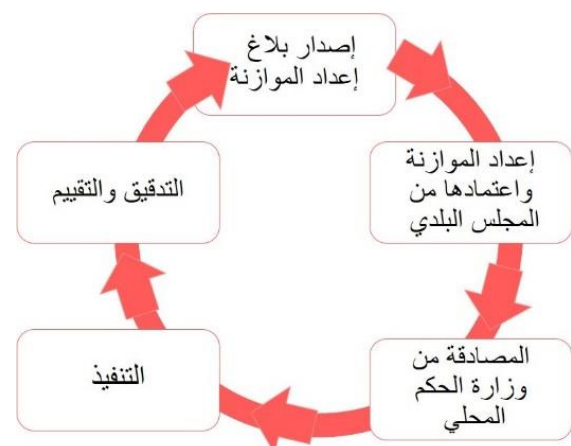 إصدار بلاغ
إعداد الموازنة
إعداد الموازنة
واعتمادها من
المجلس البلدي
المصادقة من
وزارة الحكم
المحلي
التنفيذ
التدقيق والتقييم